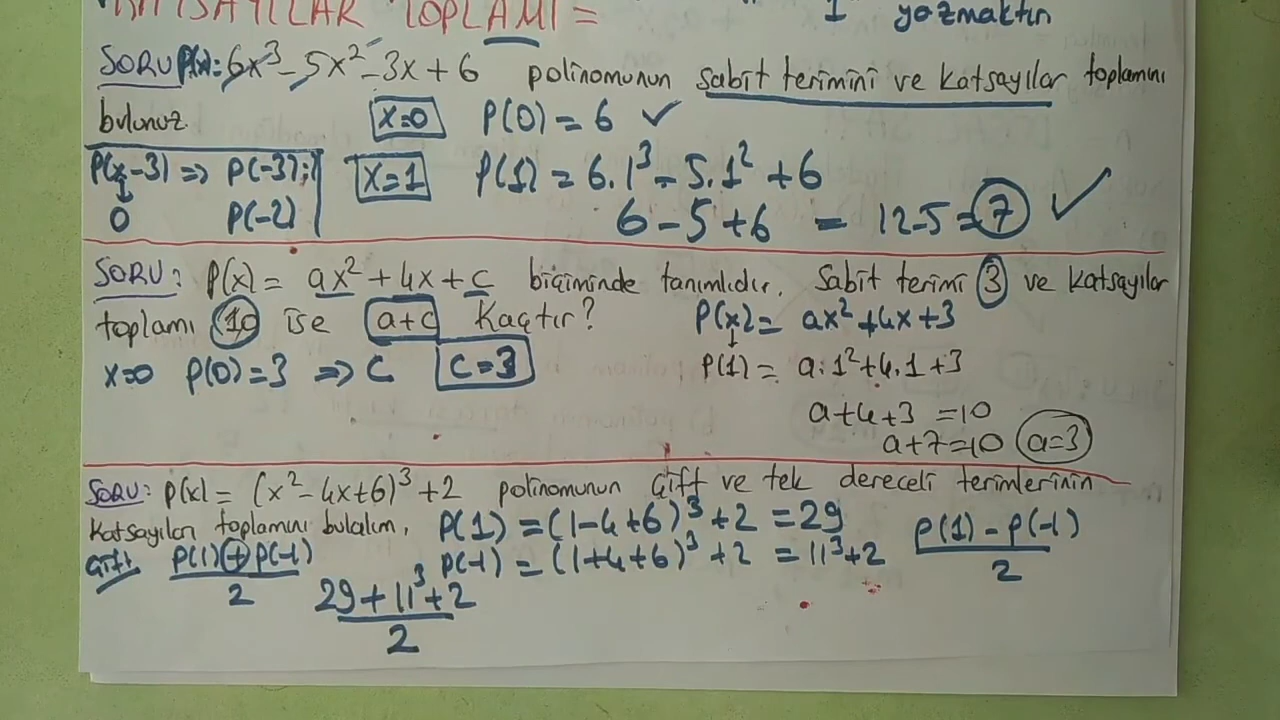 KATSAYILAR TOPLAMI = 1 yazmaktır
SORU P(x): 6x³ - 5x² - 3x + 6 polinomunun sabit terimini ve katsayılar toplamını
bulunuz. x=0 P(0) = 6 ✓
P(x-3) => P(-3); x=1 P(1) = 6.1³ - 5.1² + 6
0 P(-2) 6 - 5 + 6 = 12-5 = 7 ✓
SORU: P(x) = ax² + 4x + c biçiminde tanımlıdır. Sabit terimi 3 ve katsayılar
toplamı 10 ise a+c kaçtır? P(x) = ax² + 4x + 3
x=0 P(0) = 3 => c c=3 P(1) = a.1² + 4.1 + 3
a+4+3 = 10
a+7=10 a=3
SORU: P(x) = (x² - 4x + 6)³ + 2 polinomunun Çift ve tek dereceli terimlerinin
katsayıları toplamını bulalım. P(1) = (1-4+6)³ + 2 = 29 P(1) - P(-1)
Çift P(1) + P(-1) P(-1) = (1+4+6)³ + 2 = 11³+2 2
2 29 + 11³ + 2
2